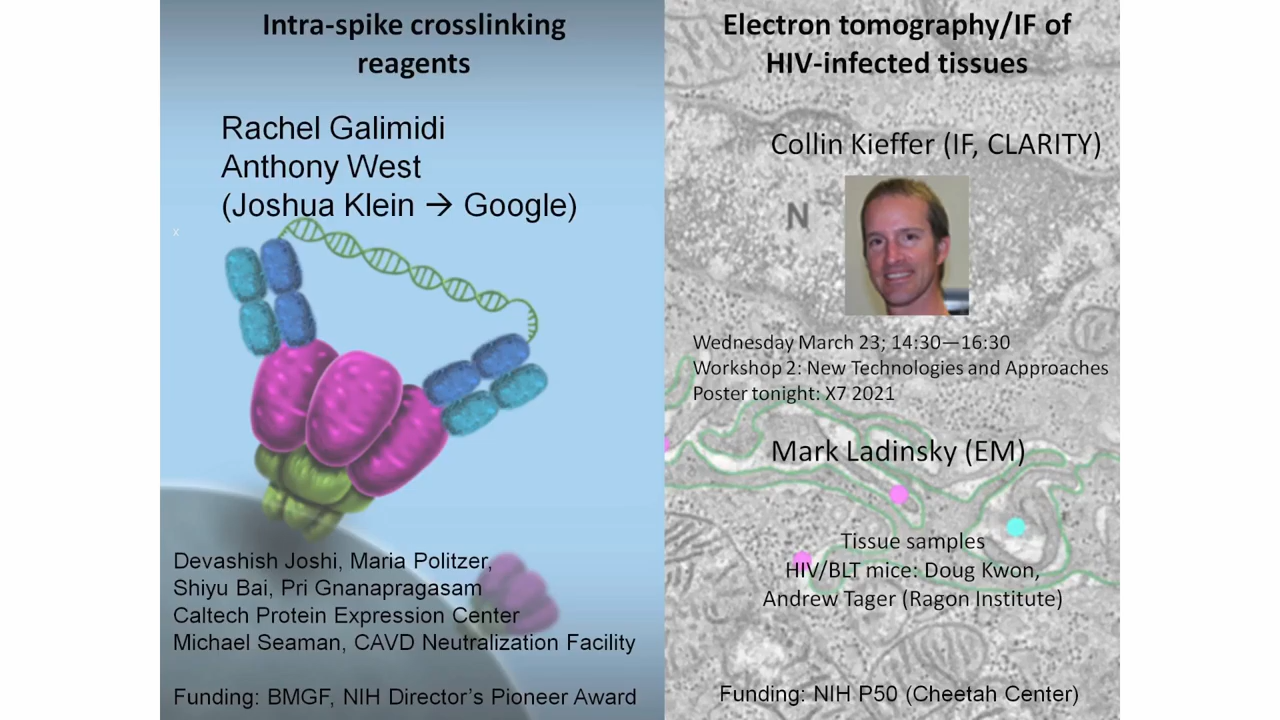 Intra-spike crosslinking
reagents
Rachel Galimidi
Anthony West
(Joshua Klein → Google)
X
Devashish Joshi, Maria Politzer,
Shiyu Bai, Pri Gnanapragasam
Caltech Protein Expression Center
Michael Seaman, CAVD Neutralization Facility
Funding: BMGF, NIH Director’s Pioneer Award
Electron tomography/IF of
HIV-infected tissues
Collin Kieffer (IF, CLARITY)
N
Wednesday March 23; 14:30—16:30
Workshop 2: New Technologies and Approaches
Poster tonight: X7 2021
Mark Ladinsky (EM)
Tissue samples
HIV/BLT mice: Doug Kwon,
Andrew Tager (Ragon Institute)
Funding: NIH P50 (Cheetah Center)